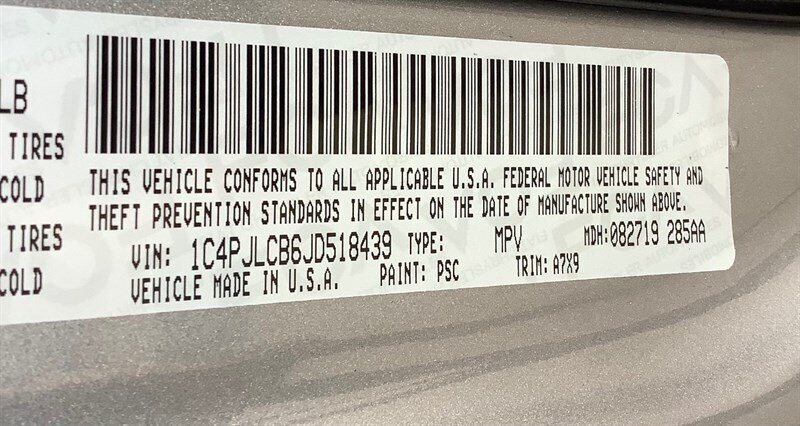 LB
TIRES
COLD
TIRES
COLD
THIS VEHICLE CONFORMS TO ALL APPLICABLE U.S.A. FEDERAL MOTOR VEHICLE SAFETY AND
THEFT PREVENTION STANDARDS IN EFFECT ON THE DATE OF MANUFACTURE SHOWN ABOVE.
VIN: 1C4PJLCB6JD518439 TYPE: MPV MDH:082719 285AA
VEHICLE MADE IN U.S.A. PAINT: PSC TRIM: A7X9